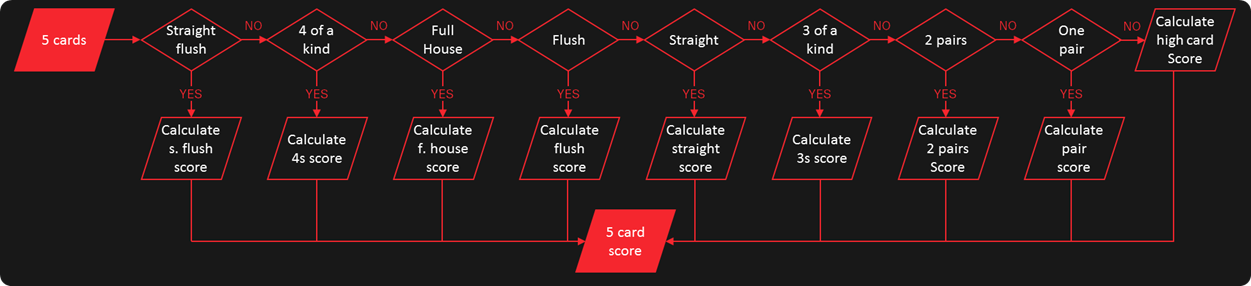 5 cards
Straight
flush
NO
4 of a
kind
NO
Full
House
NO
Flush
NO
Straight
NO
3 of a
kind
NO
2 pairs
NO
One
pair
NO
Calculate
high card
Score
YES
YES
YES
YES
YES
YES
YES
YES
Calculate
s. flush
score
Calculate
4s score
Calculate
f. house
score
Calculate
flush
score
Calculate
straight
score
Calculate
3s score
Calculate
2 pairs
Score
Calculate
pair
score
5 card
score